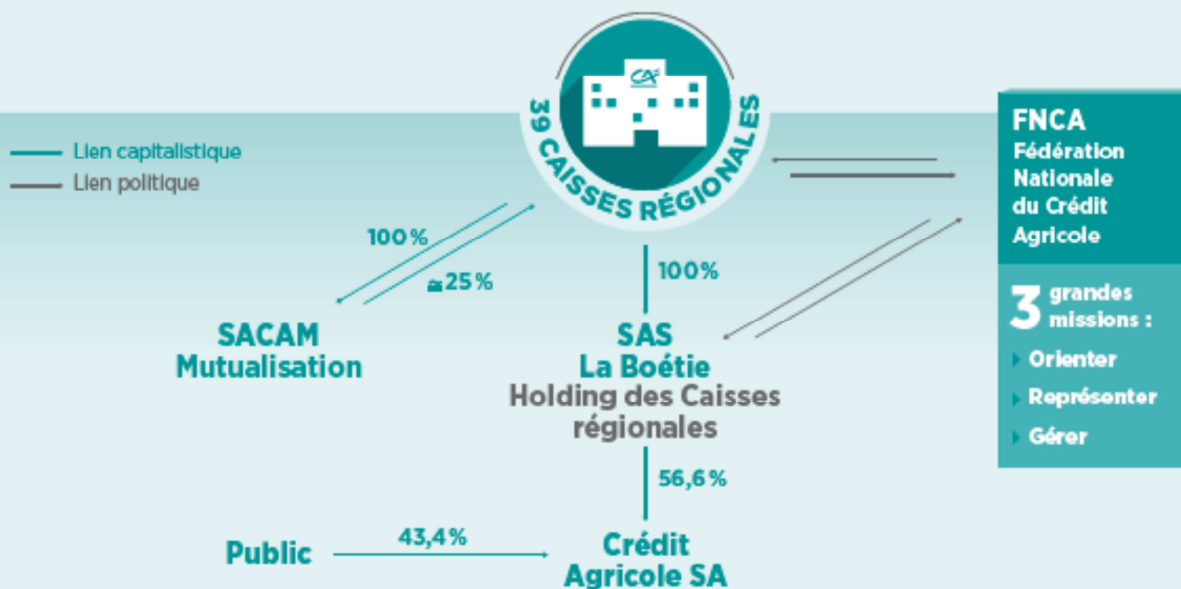 CA
39 CAISSES RÉGIONALES
Lien capitalistique
Lien politique
100%
≅25%
100%
SACAM
Mutualisation
SAS
La Boétie
Holding des Caisses
régionales
56,6%
Public
43,4%
Crédit
Agricole SA
FNCA
Fédération
Nationale
du Crédit
Agricole
3 grandes
missions :
Orienter
Représenter
Gérer